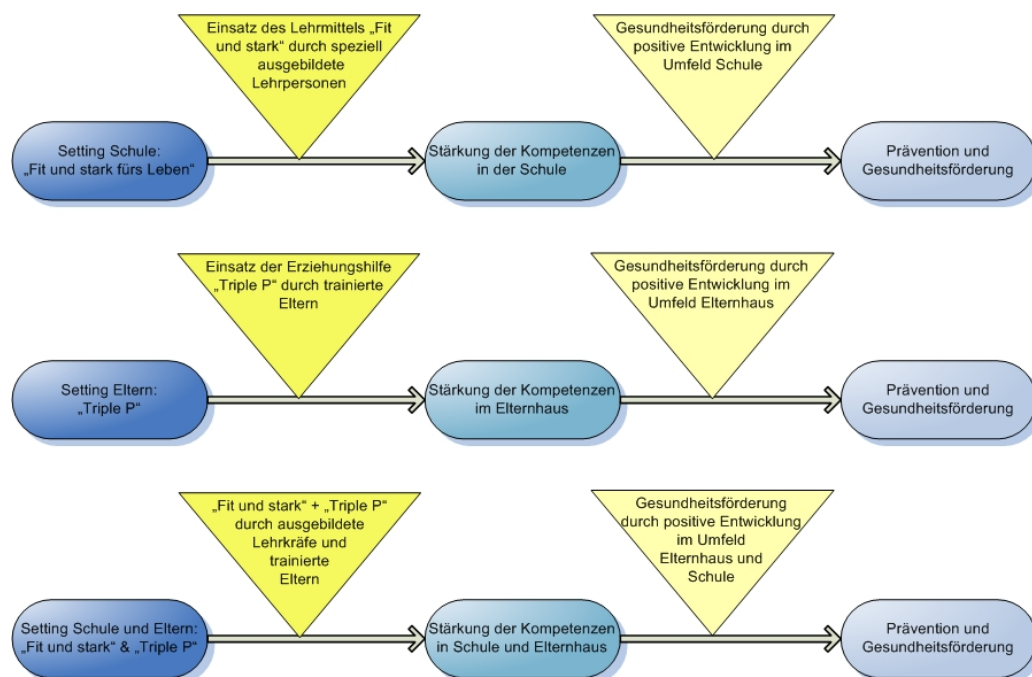 Einsatz des Lehrmittels „Fit
und stark“ durch speziell
ausgebildete
Lehrpersonen
Gesundheitsförderung durch
positive Entwicklung im
Umfeld Schule
Setting Schule:
„Fit und stark fürs Leben“
Stärkung der Kompetenzen
in der Schule
Prävention und
Gesundheitsförderung
Einsatz der Erziehungshilfe
„Triple P“ durch trainierte
Eltern
Gesundheitsförderung durch
positive Entwicklung im
Umfeld Elternhaus
Setting Eltern:
„Triple P“
Stärkung der Kompetenzen
im Elternhaus
Prävention und
Gesundheitsförderung
„Fit und stark“ + „Triple P“
durch ausgebildete
Lehrkräfe und
trainierte
Eltern
Gesundheitsförderung
durch positive Entwicklung
im Umfeld
Elternhaus und
Schule
Setting Schule und Eltern:
„Fit und stark“ & „Triple P“
Stärkung der Kompetenzen
in Schule und Elternhaus
Prävention und
Gesundheitsförderung